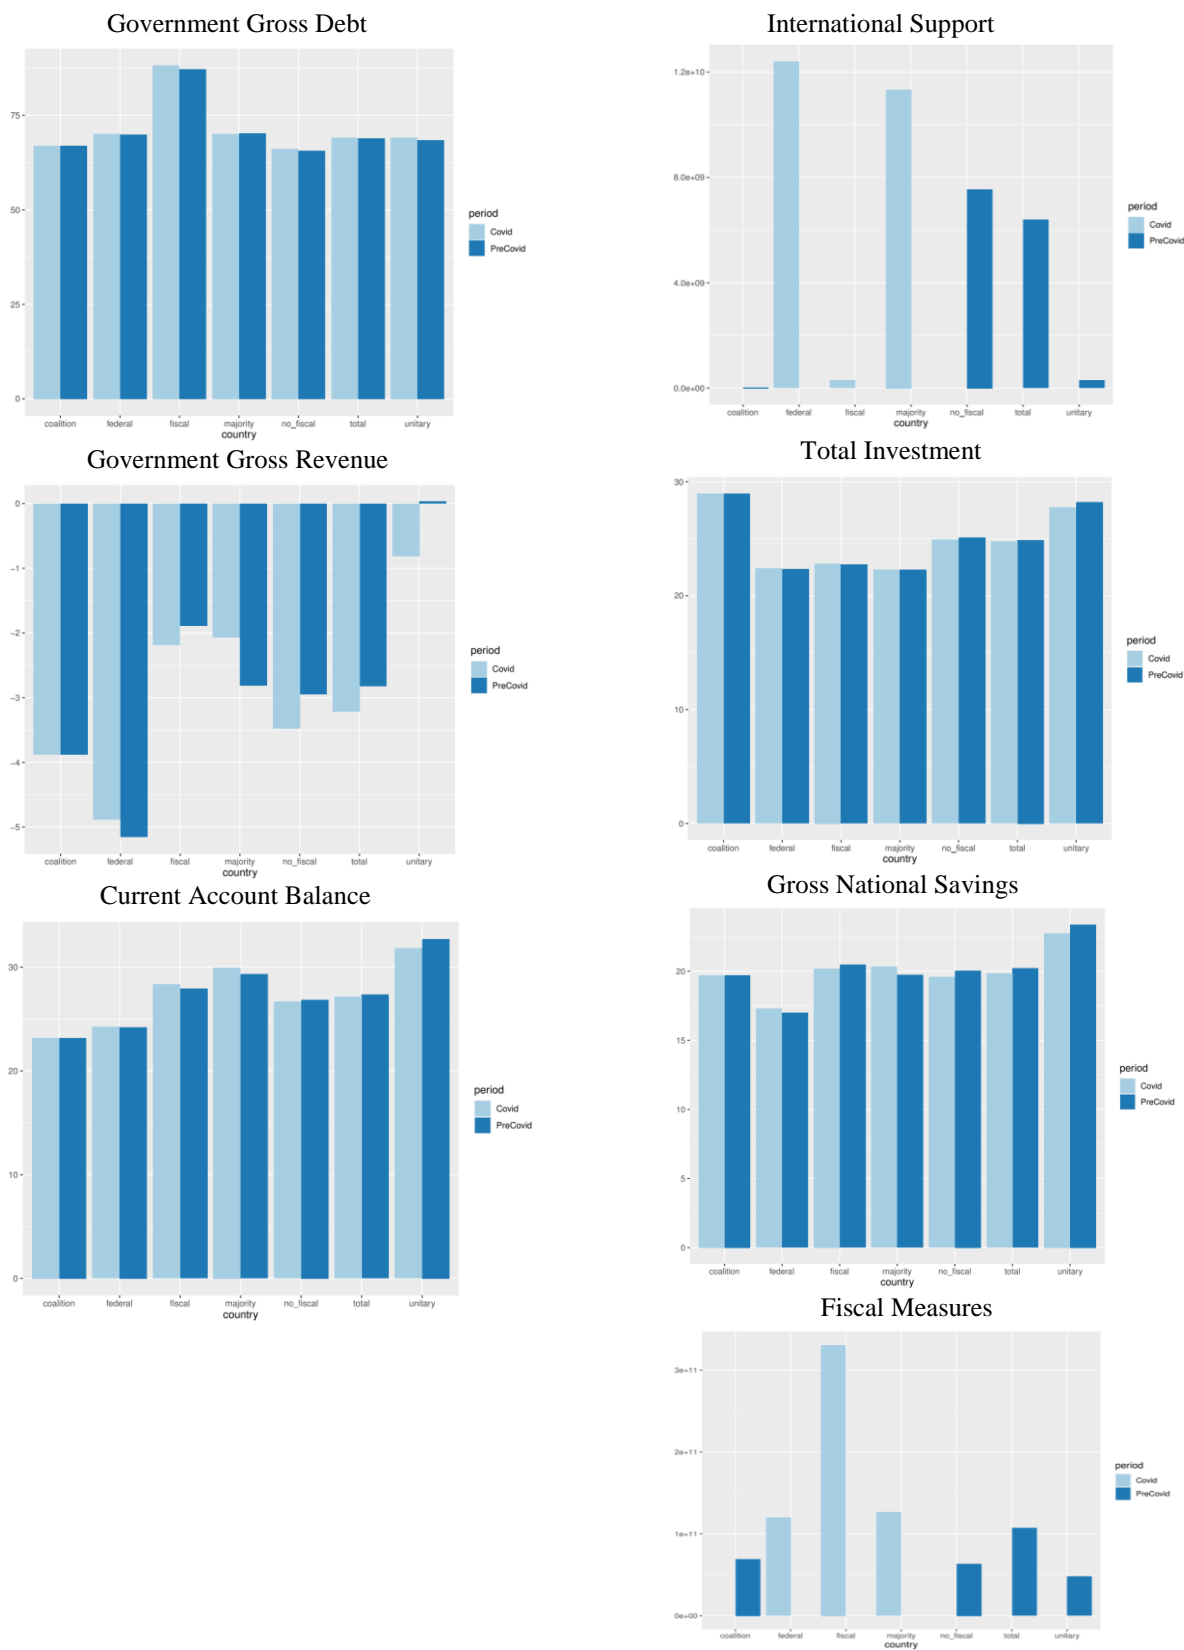 Government Gross Debt
75
50
25
0
coalition federal fiscal majority no_fiscal total unitary
country
period
Covid
PreCovid
International Support
1.2e+10
8.0e+09
4.0e+09
0.0e+00
coalition federal fiscal majority no_fiscal total unitary
country
period
Covid
PreCovid
Government Gross Revenue
0
−1
−2
−3
−4
−5
coalition federal fiscal majority no_fiscal total unitary
country
period
Covid
PreCovid
Total Investment
30
20
10
0
coalition federal fiscal majority no_fiscal total unitary
country
period
Covid
PreCovid
Current Account Balance
30
20
10
0
coalition federal fiscal majority no_fiscal total unitary
country
period
Covid
PreCovid
Gross National Savings
20
15
10
5
0
coalition federal fiscal majority no_fiscal total unitary
country
period
Covid
PreCovid
Fiscal Measures
3e+11
2e+11
1e+11
0e+00
coalition federal fiscal majority no_fiscal total unitary
country
period
Covid
PreCovid